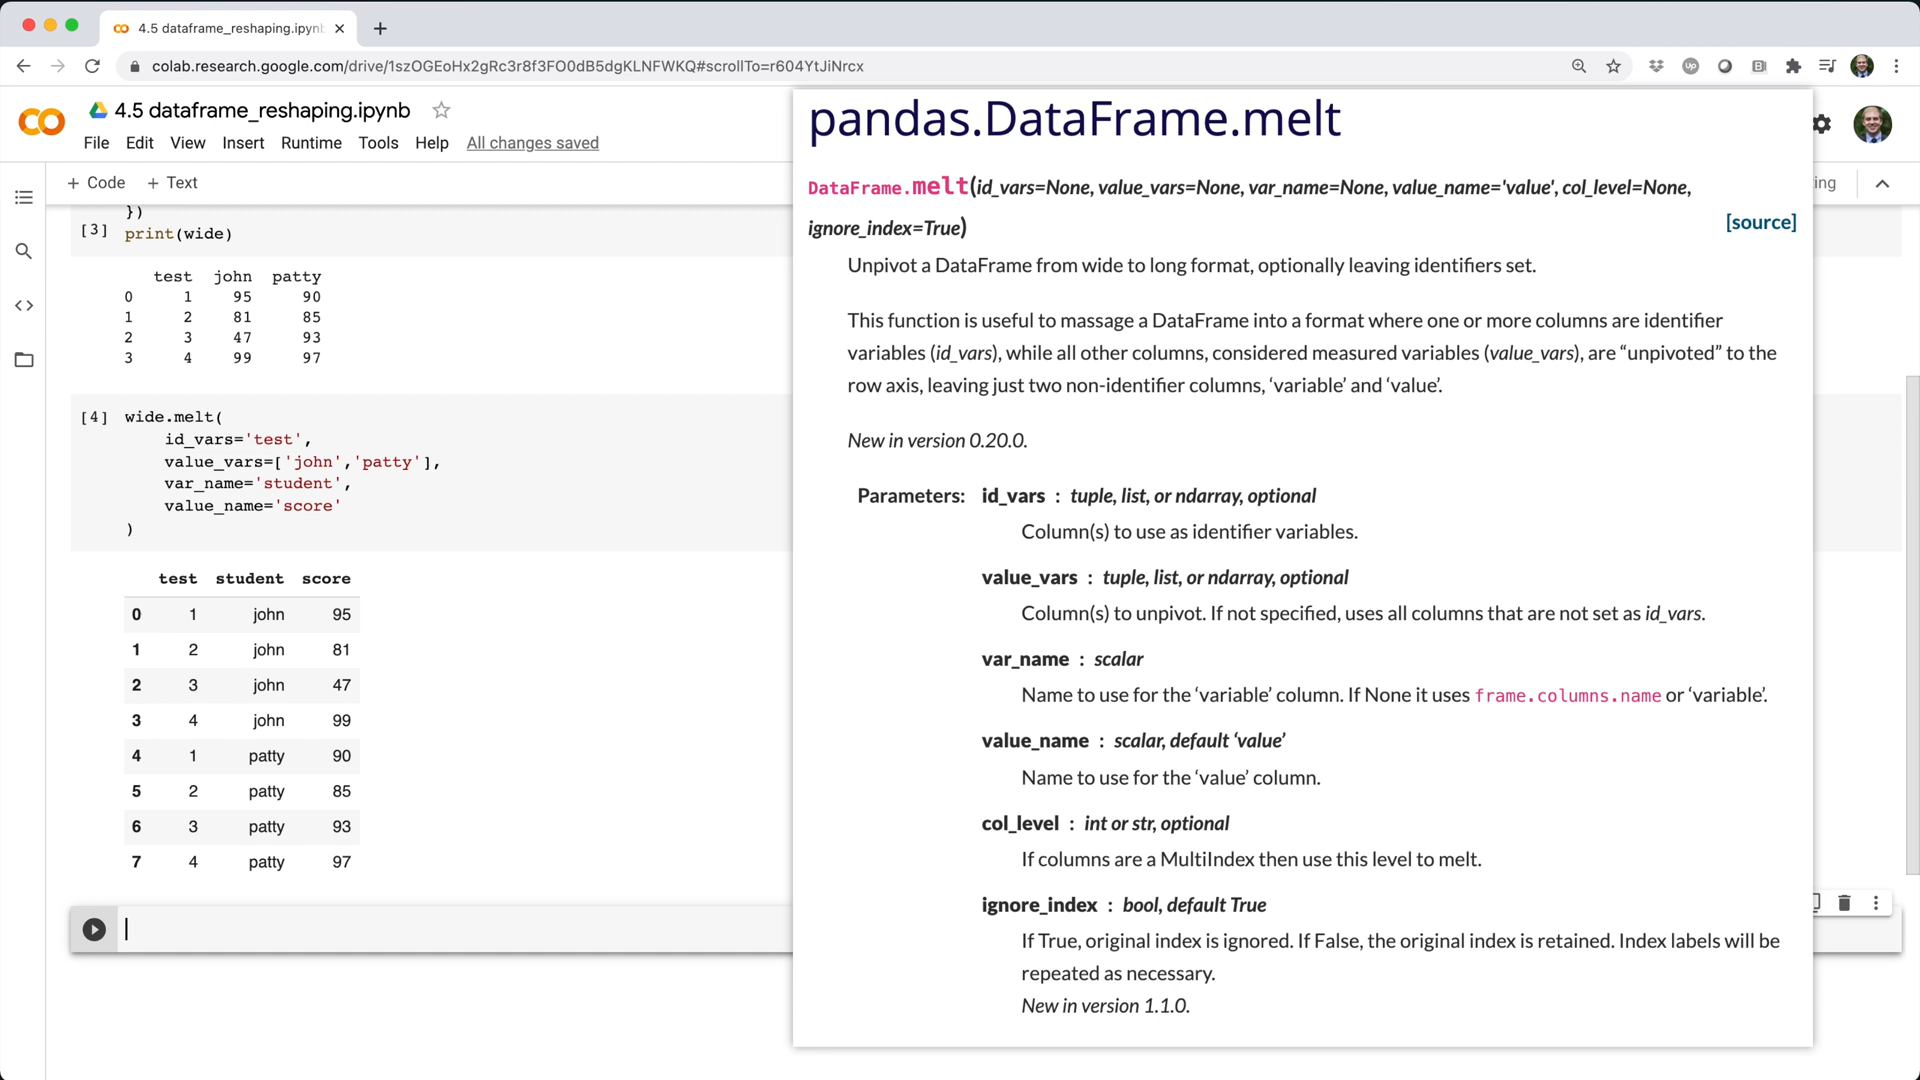 4.5 dataframe_reshaping.ipynb
colab.research.google.com/drive/1szOGEoHx2gRc3r8f3FO0dB5dgKLNFWKQ#scrollTo=r604YtJiNrcx
4.5 dataframe_reshaping.ipynb
File Edit View Insert Runtime Tools Help All changes saved
+ Code + Text
})
[3] print(wide)
test john patty
0 1 95 90
1 2 81 85
2 3 47 93
3 4 99 97
[4] wide.melt(
id_vars='test',
value_vars=['john','patty'],
var_name='student',
value_name='score'
)
test student score
0 1 john 95
1 2 john 81
2 3 john 47
3 4 john 99
4 1 patty 90
5 2 patty 85
6 3 patty 93
7 4 patty 97
pandas.DataFrame.melt
DataFrame.melt(id_vars=None, value_vars=None, var_name=None, value_name='value', col_level=None,
ignore_index=True)
[source]
Unpivot a DataFrame from wide to long format, optionally leaving identifiers set.
This function is useful to massage a DataFrame into a format where one or more columns are identifier
variables (id_vars), while all other columns, considered measured variables (value_vars), are “unpivoted” to the
row axis, leaving just two non-identifier columns, ‘variable’ and ‘value’.
New in version 0.20.0.
Parameters: id_vars : tuple, list, or ndarray, optional
Column(s) to use as identifier variables.
value_vars : tuple, list, or ndarray, optional
Column(s) to unpivot. If not specified, uses all columns that are not set as id_vars.
var_name : scalar
Name to use for the ‘variable’ column. If None it uses frame.columns.name or ‘variable’.
value_name : scalar, default ‘value’
Name to use for the ‘value’ column.
col_level : int or str, optional
If columns are a MultiIndex then use this level to melt.
ignore_index : bool, default True
If True, original index is ignored. If False, the original index is retained. Index labels will be
repeated as necessary.
New in version 1.1.0.